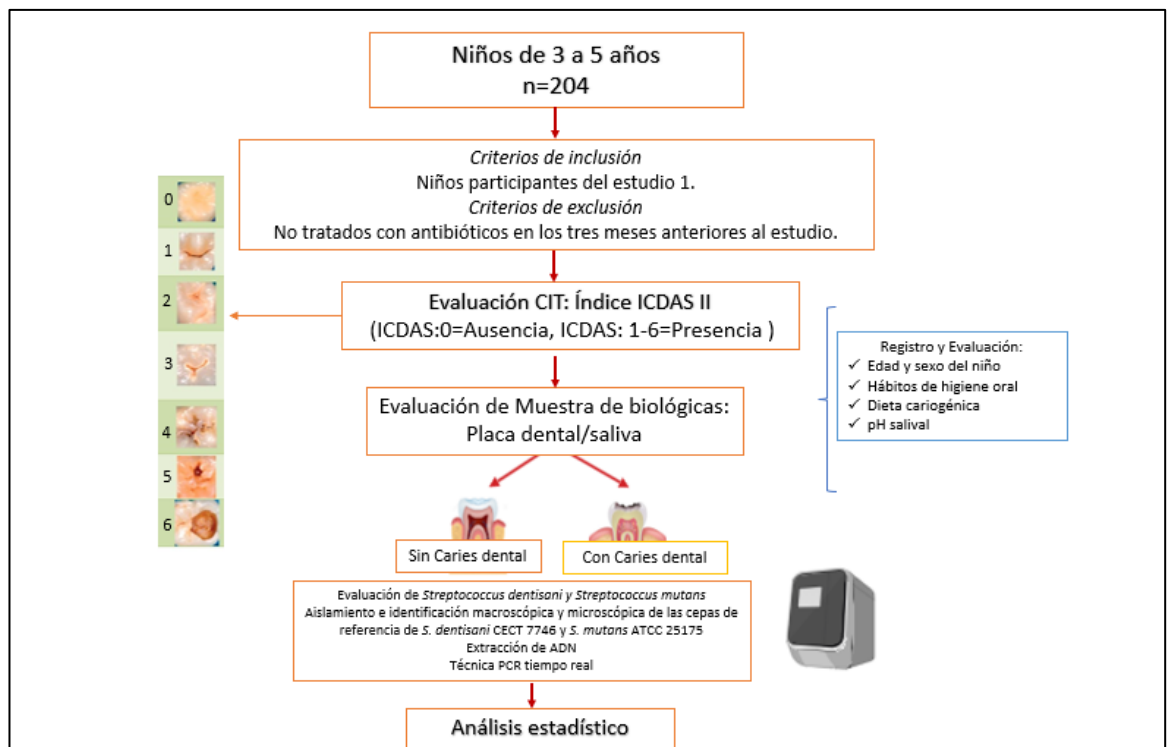 Niños de 3 a 5 años
n=204
Criterios de inclusión
Niños participantes del estudio 1.
Criterios de exclusión
No tratados con antibióticos en los tres meses anteriores al estudio.
0
1
2
3
4
5
6
Evaluación CIT: Índice ICDAS II
(ICDAS:0=Ausencia, ICDAS: 1-6=Presencia )
Registro y Evaluación:
✓ Edad y sexo del niño
✓ Hábitos de higiene oral
✓ Dieta cariogénica
✓ pH salival
Evaluación de Muestra de biológicas:
Placa dental/saliva
Sin Caries dental
Con Caries dental
Evaluación de Streptococcus dentisani y Streptococcus mutans
Aislamiento e identificación macroscópica y microscópica de las cepas de
referencia de S. dentisani CECT 7746 y S. mutans ATCC 25175
Extracción de ADN
Técnica PCR tiempo real
Análisis estadístico